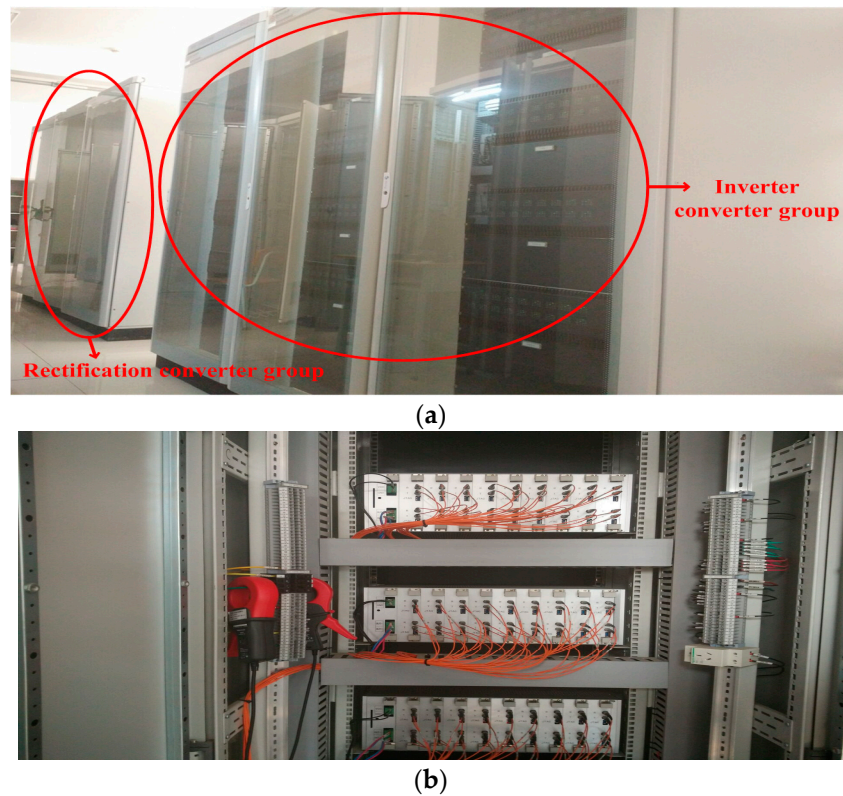 Inverter
converter group
Rectification converter group
(a)
(b)